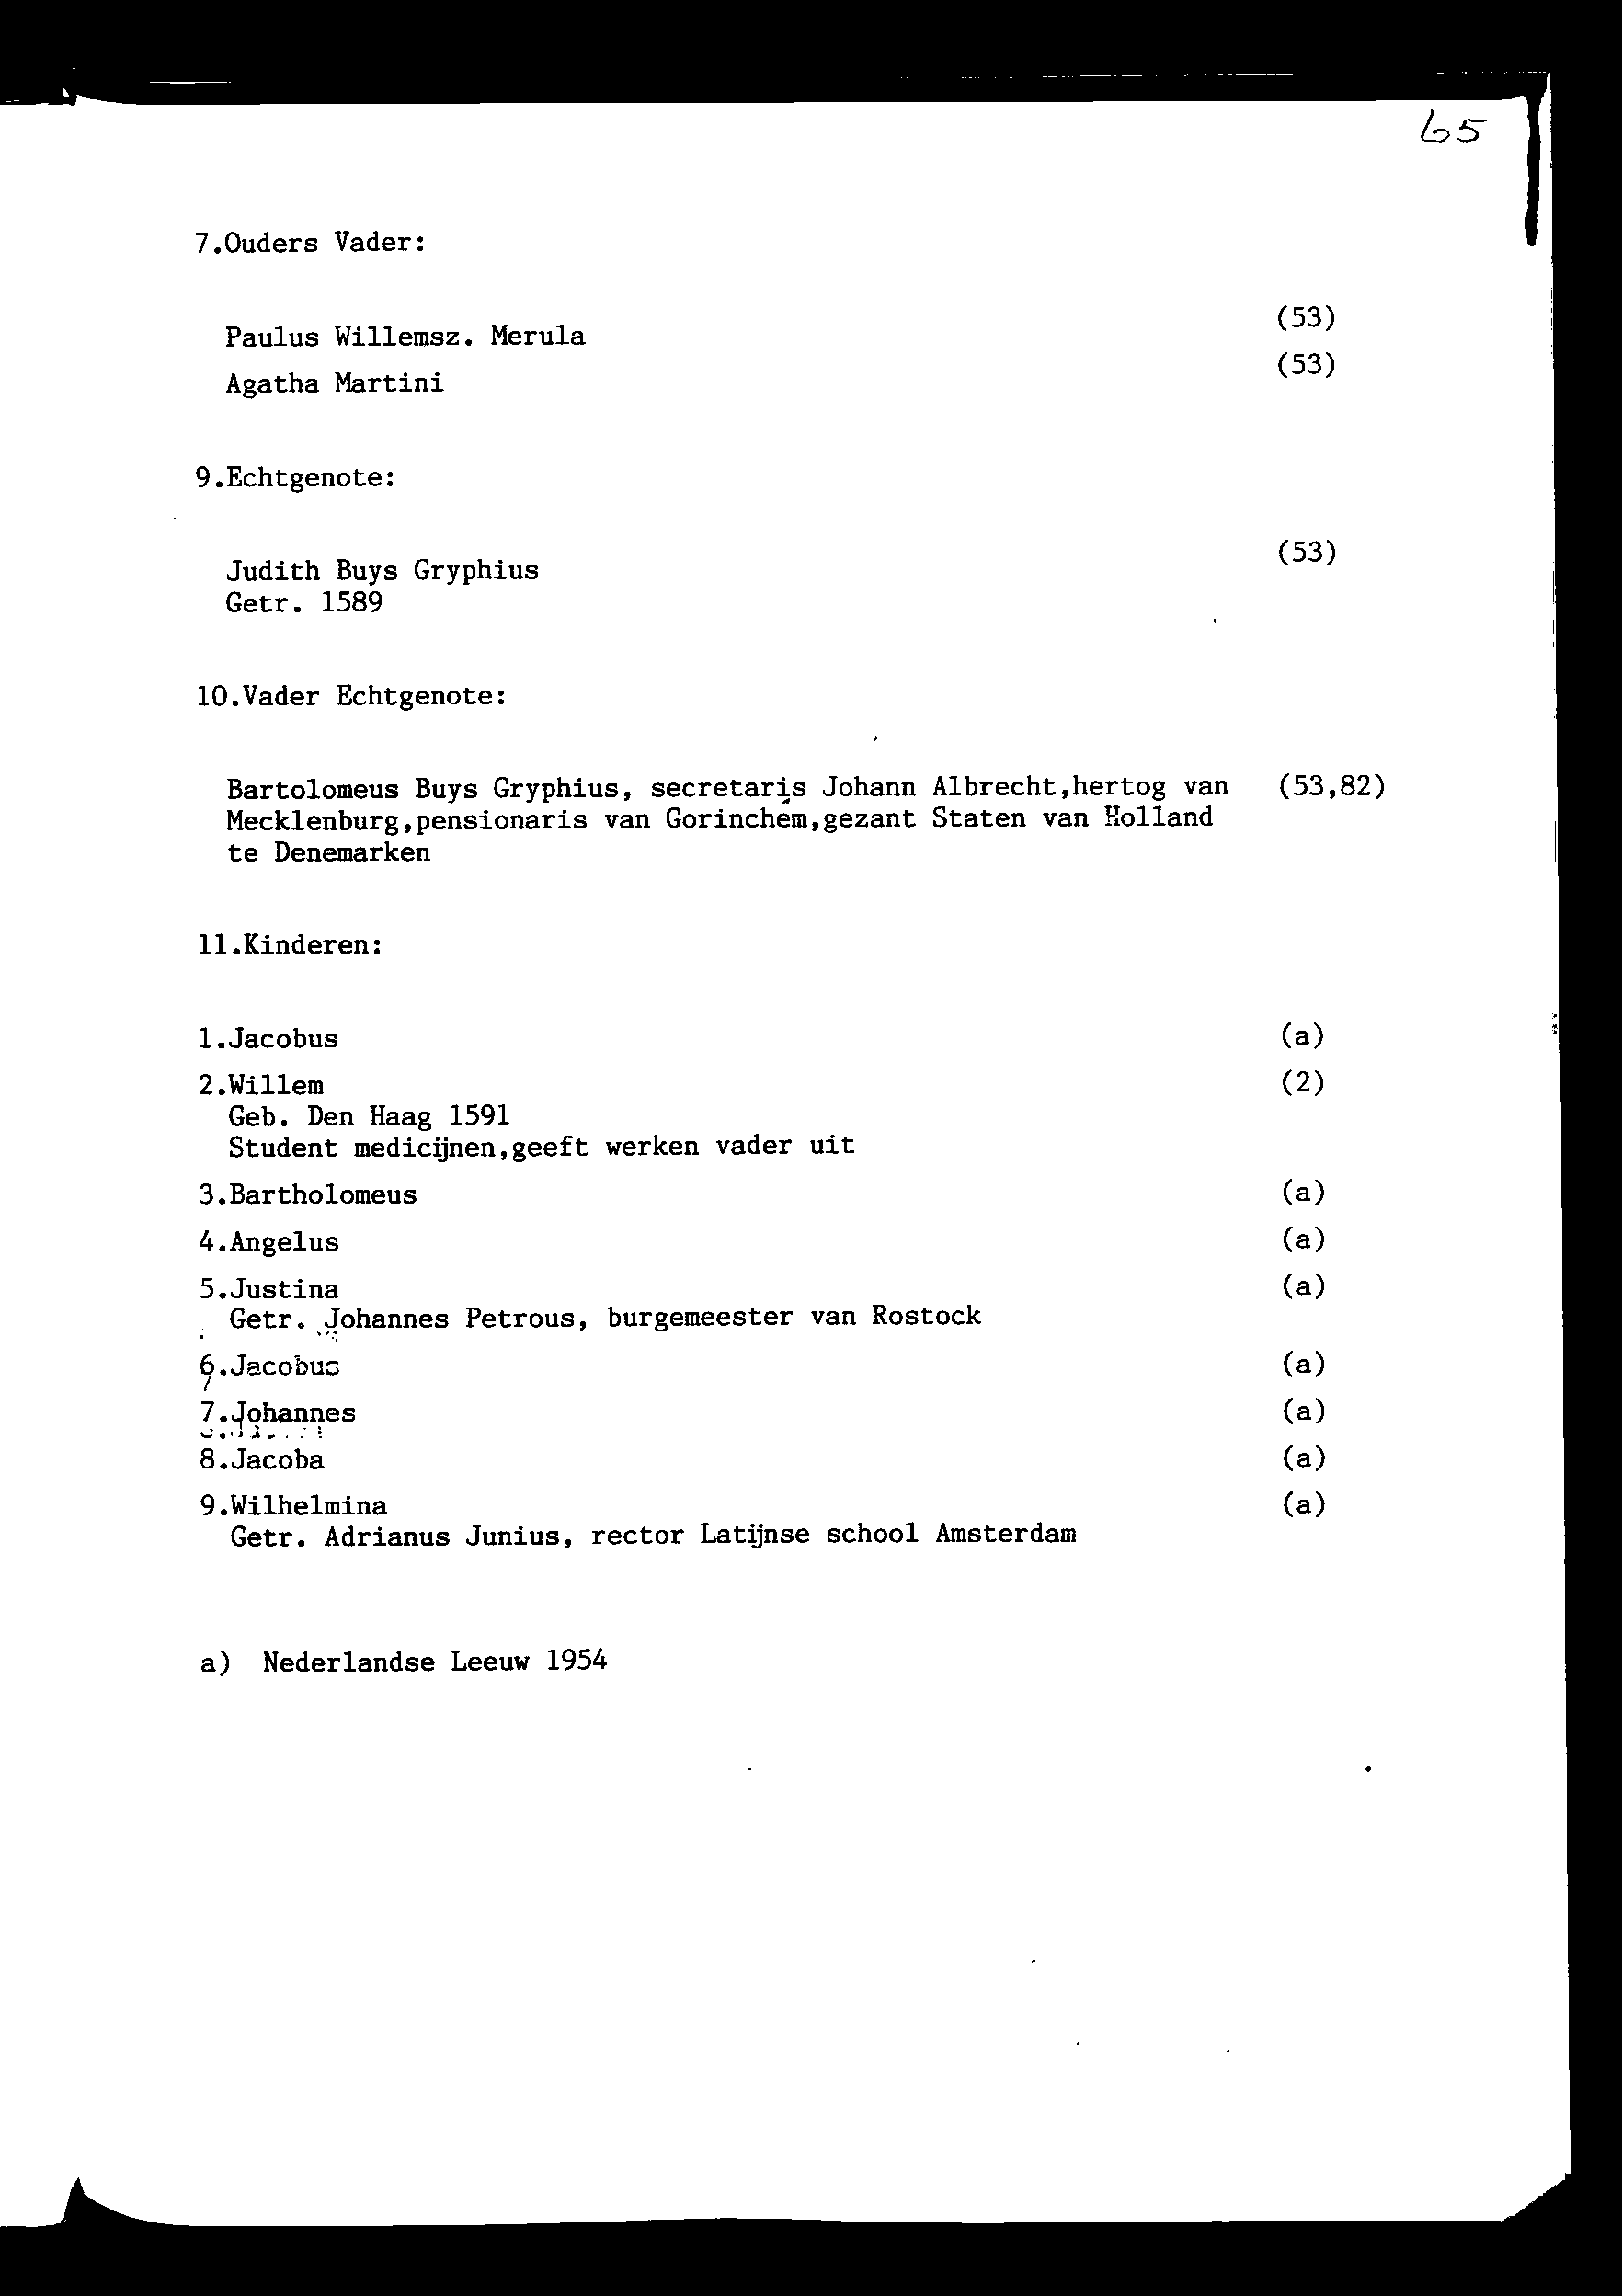 65
7.Ouders Vader:
Paulus Willemsz. Merula (53)
Agatha Martini (53)
9.Echtgenote:
Judith Buys Gryphius (53)
Getr. 1589
10.Vader Echtgenote:
Bartolomeus Buys Gryphius, secretaris Johann Albrecht,hertog van (53,82)
Mecklenburg,pensionaris van Gorinchem,gezant Staten van Holland
te Denemarken
11.Kinderen:
1.Jacobus (a)
2.Willem (2)
Geb. Den Haag 1591
Student medicijnen,geeft werken vader uit
3.Bartholomeus (a)
4.Angelus (a)
5.Justina (a)
Getr. Johannes Petrous, burgemeester van Rostock
6.Jacobus (a)
7.Johannes (a)
8.Jacoba (a)
9.Wilhelmina (a)
Getr. Adrianus Junius, rector Latijnse school Amsterdam
a) Nederlandse Leeuw 1954